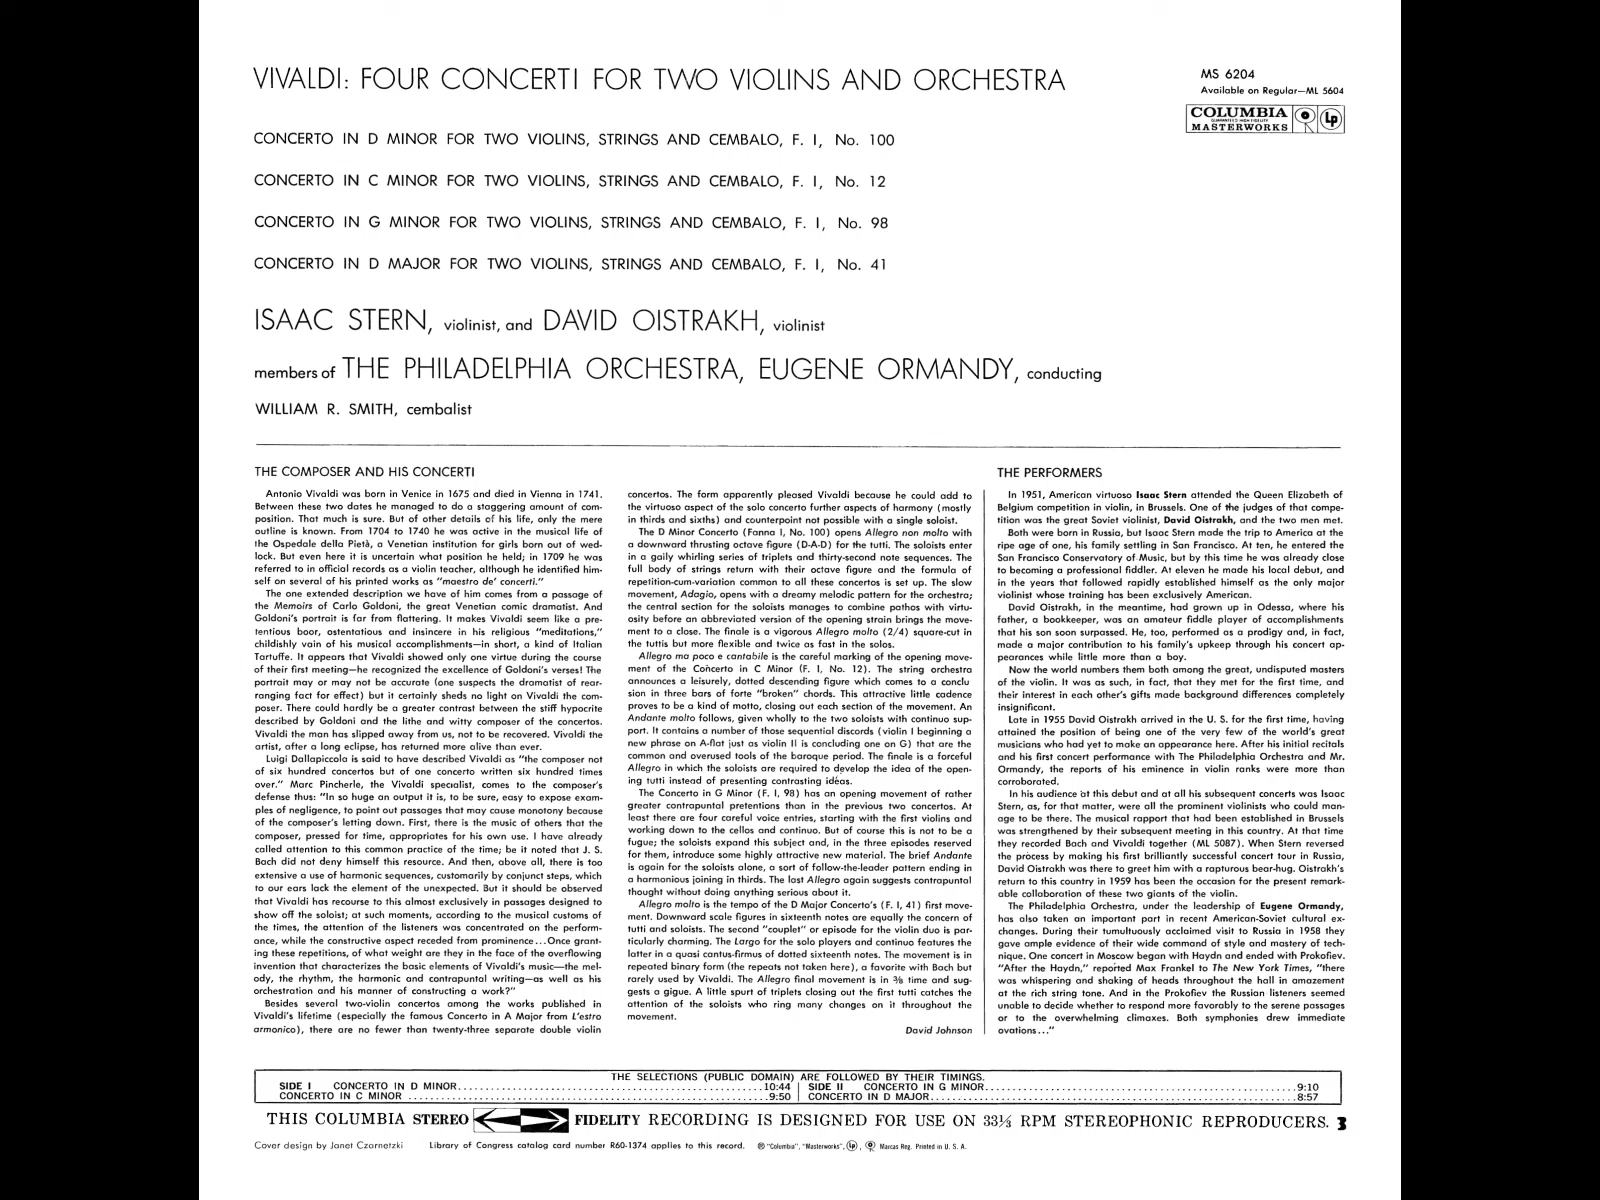 VIVALDI: FOUR CONCERTI FOR TWO VIOLINS AND ORCHESTRA
MS 6204
Available on Regular—ML 5604
COLUMBIA
GUARANTEED HIGH FIDELITY
MASTERWORKS
Lp
CONCERTO IN D MINOR FOR TWO VIOLINS, STRINGS AND CEMBALO, F. I, No. 100
CONCERTO IN C MINOR FOR TWO VIOLINS, STRINGS AND CEMBALO, F. I, No. 12
CONCERTO IN G MINOR FOR TWO VIOLINS, STRINGS AND CEMBALO, F. I, No. 98
CONCERTO IN D MAJOR FOR TWO VIOLINS, STRINGS AND CEMBALO, F. I, No. 41
ISAAC STERN, violinist, and DAVID OISTRAKH, violinist
members of THE PHILADELPHIA ORCHESTRA, EUGENE ORMANDY, conducting
WILLIAM R. SMITH, cembalist
THE COMPOSER AND HIS CONCERTI
Antonio Vivaldi was born in Venice in 1675 and died in Vienna in 1741.
Between these two dates he managed to do a staggering amount of com-
position. That much is sure. But of other details of his life, only the mere
outline is known. From 1704 to 1740 he was active in the musical life of
the Ospedale della Pietà, a Venetian institution for girls born out of wed-
lock. But even here it is uncertain what position he held; in 1709 he was
referred to in official records as a violin teacher, although he identified him-
self on several of his printed works as "maestro de' concerti."
The one extended description we have of him comes from a passage of
the Memoirs of Carlo Goldoni, the great Venetian comic dramatist. And
Goldoni's portrait is far from flattering. It makes Vivaldi seem like a pre-
tentious boor, ostentatious and insincere in his religious "meditations,"
childishly vain of his musical accomplishments—in short, a kind of Italian
Tartuffe. It appears that Vivaldi showed only one virtue during the course
of their first meeting—he recognized the excellence of Goldoni's verses! The
portrait may or may not be accurate (one suspects the dramatist of rear-
ranging fact for effect) but it certainly sheds no light on Vivaldi the com-
poser. There could hardly be a greater contrast between the stiff hypocrite
described by Goldoni and the lithe and witty composer of the concertos.
Vivaldi the man has slipped away from us, not to be recovered. Vivaldi the
artist, after a long eclipse, has returned more alive than ever.
Luigi Dallapiccola is said to have described Vivaldi as "the composer not
of six hundred concertos but of one concerto written six hundred times
over." Marc Pincherle, the Vivaldi specialist, comes to the composer's
defense thus: "In so huge an output it is, to be sure, easy to expose exam-
ples of negligence, to point out passages that may cause monotony because
of the composer's letting down. First, there is the music of others that the
composer, pressed for time, appropriates for his own use. I have already
called attention to this common practice of the time; be it noted that J. S.
Bach did not deny himself this resource. And then, above all, there is too
extensive a use of harmonic sequences, customarily by conjunct steps, which
to our ears lack the element of the unexpected. But it should be observed
that Vivaldi has recourse to this almost exclusively in passages designed to
show off the soloist; at such moments, according to the musical customs of
the times, the attention of the listeners was concentrated on the perform-
ance, while the constructive aspect receded from prominence...Once grant-
ing these repetitions, of what weight are they in the face of the overflowing
invention that characterizes the basic elements of Vivaldi's music—the mel-
ody, the rhythm, the harmonic and contrapuntal writing—as well as his
orchestration and his manner of constructing a work?"
Besides several two-violin concertos among the works published in
Vivaldi's lifetime (especially the famous Concerto in A Major from L'estro
armonico), there are no fewer than twenty-three separate double violin
concertos. The form apparently pleased Vivaldi because he could add to
the virtuoso aspect of the solo concerto further aspects of harmony (mostly
in thirds and sixths) and counterpoint not possible with a single soloist.
The D Minor Concerto (Fanna I, No. 100) opens Allegro non molto with
a downward thrusting octave figure (D-A-D) for the tutti. The soloists enter
in a gaily whirling series of triplets and thirty-second note sequences. The
full body of strings return with their octave figure and the formula of
repetition-cum-variation common to all these concertos is set up. The slow
movement, Adagio, opens with a dreamy melodic pattern for the orchestra;
the central section for the soloists manages to combine pathos with virtu-
osity before an abbreviated version of the opening strain brings the move-
ment to a close. The finale is a vigorous Allegro molto (2/4) square-cut in
the tuttis but more flexible and twice as fast in the solos.
Allegro ma poco e cantabile is the careful marking of the opening move-
ment of the Concerto in C Minor (F. I, No. 12). The string orchestra
announces a leisurely, dotted descending figure which comes to a conclu
sion in three bars of forte "broken" chords. This attractive little cadence
proves to be a kind of motto, closing out each section of the movement. An
Andante molto follows, given wholly to the two soloists with continuo sup-
port. It contains a number of those sequential discords (violin I beginning a
new phrase on A-flat just as violin II is concluding one on G) that are the
common and overused tools of the baroque period. The finale is a forceful
Allegro in which the soloists are required to develop the idea of the open-
ing tutti instead of presenting contrasting ideas.
The Concerto in G Minor (F. I, 98) has an opening movement of rather
greater contrapuntal pretentions than in the previous two concertos. At
least there are four careful voice entries, starting with the first violins and
working down to the cellos and continuo. But of course this is not to be a
fugue; the soloists expand this subject and, in the three episodes reserved
for them, introduce some highly attractive new material. The brief Andante
is again for the soloists alone, a sort of follow-the-leader pattern ending in
a harmonious joining in thirds. The last Allegro again suggests contrapuntal
thought without doing anything serious about it.
Allegro molto is the tempo of the D Major Concerto's (F. I, 41) first move-
ment. Downward scale figures in sixteenth notes are equally the concern of
tutti and soloists. The second "couplet" or episode for the violin duo is par-
ticularly charming. The Largo for the solo players and continuo features the
latter in a quasi cantus-firmus of dotted sixteenth notes. The movement is in
repeated binary form (the repeats not taken here), a favorite with Bach but
rarely used by Vivaldi. The Allegro final movement is in 3/8 time and sug-
gests a gigue. A little spurt of triplets closing out the first tutti catches the
attention of the soloists who ring many changes on it throughout the
movement.
David Johnson
THE PERFORMERS
In 1951, American virtuoso Isaac Stern attended the Queen Elizabeth of
Belgium competition in violin, in Brussels. One of the judges of that compe-
tition was the great Soviet violinist, David Oistrakh, and the two men met.
Both were born in Russia, but Isaac Stern made the trip to America at the
ripe age of one, his family settling in San Francisco. At ten, he entered the
San Francisco Conservatory of Music, but by this time he was already close
to becoming a professional fiddler. At eleven he made his local debut, and
in the years that followed rapidly established himself as the only major
violinist whose training has been exclusively American.
David Oistrakh, in the meantime, had grown up in Odessa, where his
father, a bookkeeper, was an amateur fiddle player of accomplishments
that his son soon surpassed. He, too, performed as a prodigy and, in fact,
made a major contribution to his family's upkeep through his concert ap-
pearances while little more than a boy.
Now the world numbers them both among the great, undisputed masters
of the violin. It was as such, in fact, that they met for the first time, and
their interest in each other's gifts made background differences completely
insignificant.
Late in 1955 David Oistrakh arrived in the U. S. for the first time, having
attained the position of being one of the very few of the world's great
musicians who had yet to make an appearance here. After his initial recitals
and his first concert performance with The Philadelphia Orchestra and Mr.
Ormandy, the reports of his eminence in violin ranks were more than
corroborated.
In his audience at this debut and at all his subsequent concerts was Isaac
Stern, as, for that matter, were all the prominent violinists who could man-
age to be there. The musical rapport that had been established in Brussels
was strengthened by their subsequent meeting in this country. At that time
they recorded Bach and Vivaldi together (ML 5087). When Stern reversed
the process by making his first brilliantly successful concert tour in Russia,
David Oistrakh was there to greet him with a rapturous bear-hug. Oistrakh's
return to this country in 1959 has been the occasion for the present remark-
able collaboration of these two giants of the violin.
The Philadelphia Orchestra, under the leadership of Eugene Ormandy,
has also taken an important part in recent American-Soviet cultural ex-
changes. During their tumultuously acclaimed visit to Russia in 1958 they
gave ample evidence of their wide command of style and mastery of tech-
nique. One concert in Moscow began with Haydn and ended with Prokofiev.
"After the Haydn," reported Max Frankel to The New York Times, "there
was whispering and shaking of heads throughout the hall in amazement
at the rich string tone. And in the Prokofiev the Russian listeners seemed
unable to decide whether to respond more favorably to the serene passages
or to the overwhelming climaxes. Both symphonies drew immediate
ovations..."
THE SELECTIONS (PUBLIC DOMAIN) ARE FOLLOWED BY THEIR TIMINGS.
SIDE I CONCERTO IN D MINOR 10:44
CONCERTO IN C MINOR 9:50
SIDE II CONCERTO IN G MINOR 9:10
CONCERTO IN D MAJOR 8:57
THIS COLUMBIA STEREO FIDELITY RECORDING IS DESIGNED FOR USE ON 33⅓ RPM STEREOPHONIC REPRODUCERS. 3
Cover design by Janet Czarnetzki Library of Congress catalog card number R60-1374 applies to this record. ® "Columbia", "Masterworks", Lp, Marcas Reg. Printed in U. S. A.